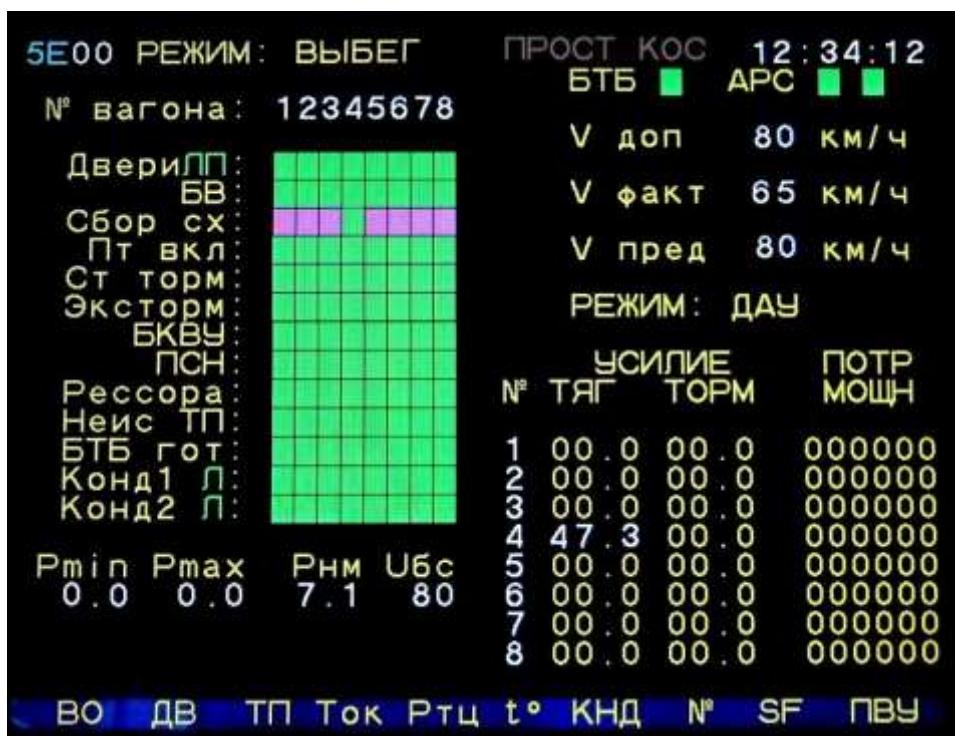 5E00 РЕЖИМ: ВЫБЕГ
ПРОСТ КОС 12:34:12
БТБ АРС
№ вагона: 12345678
V доп 80 км/ч
V факт 65 км/ч
V пред 80 км/ч
РЕЖИМ: ДАУ
ДвериЛП:
БВ:
Сбор сх:
Пт вкл:
Ст торм:
Эксторм:
БКВУ:
ПСН:
Рессора:
Неис ТП:
БТБ гот:
Конд1 Л:
Конд2 Л:
Pmin Pmax Рнм Uбс
0.0 0.0 7.1 80
УСИЛИЕ ПОТР
№ ТЯГ ТОРМ МОЩН
1 00.0 00.0 000000
2 00.0 00.0 000000
3 00.0 00.0 000000
4 47.3 00.0 000000
5 00.0 00.0 000000
6 00.0 00.0 000000
7 00.0 00.0 000000
8 00.0 00.0 000000
ВО ДВ ТП Ток Ртц t° КНД № SF ПВУ